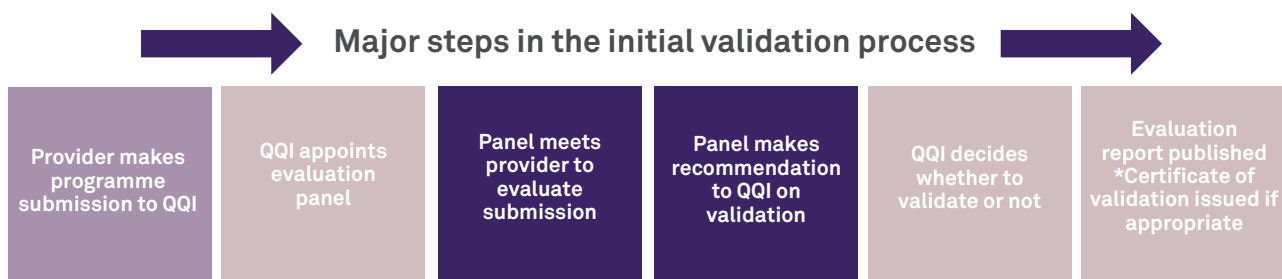 Major steps in the initial validation process
Provider makes
programme
submission to QQI
QQI appoints
evaluation
panel
Panel meets
provider to
evaluate
submission
Panel makes
recommendation
to QQI on
validation
QQI decides
whether to
validate or not
Evaluation
report published
*Certificate of
validation issued if
appropriate